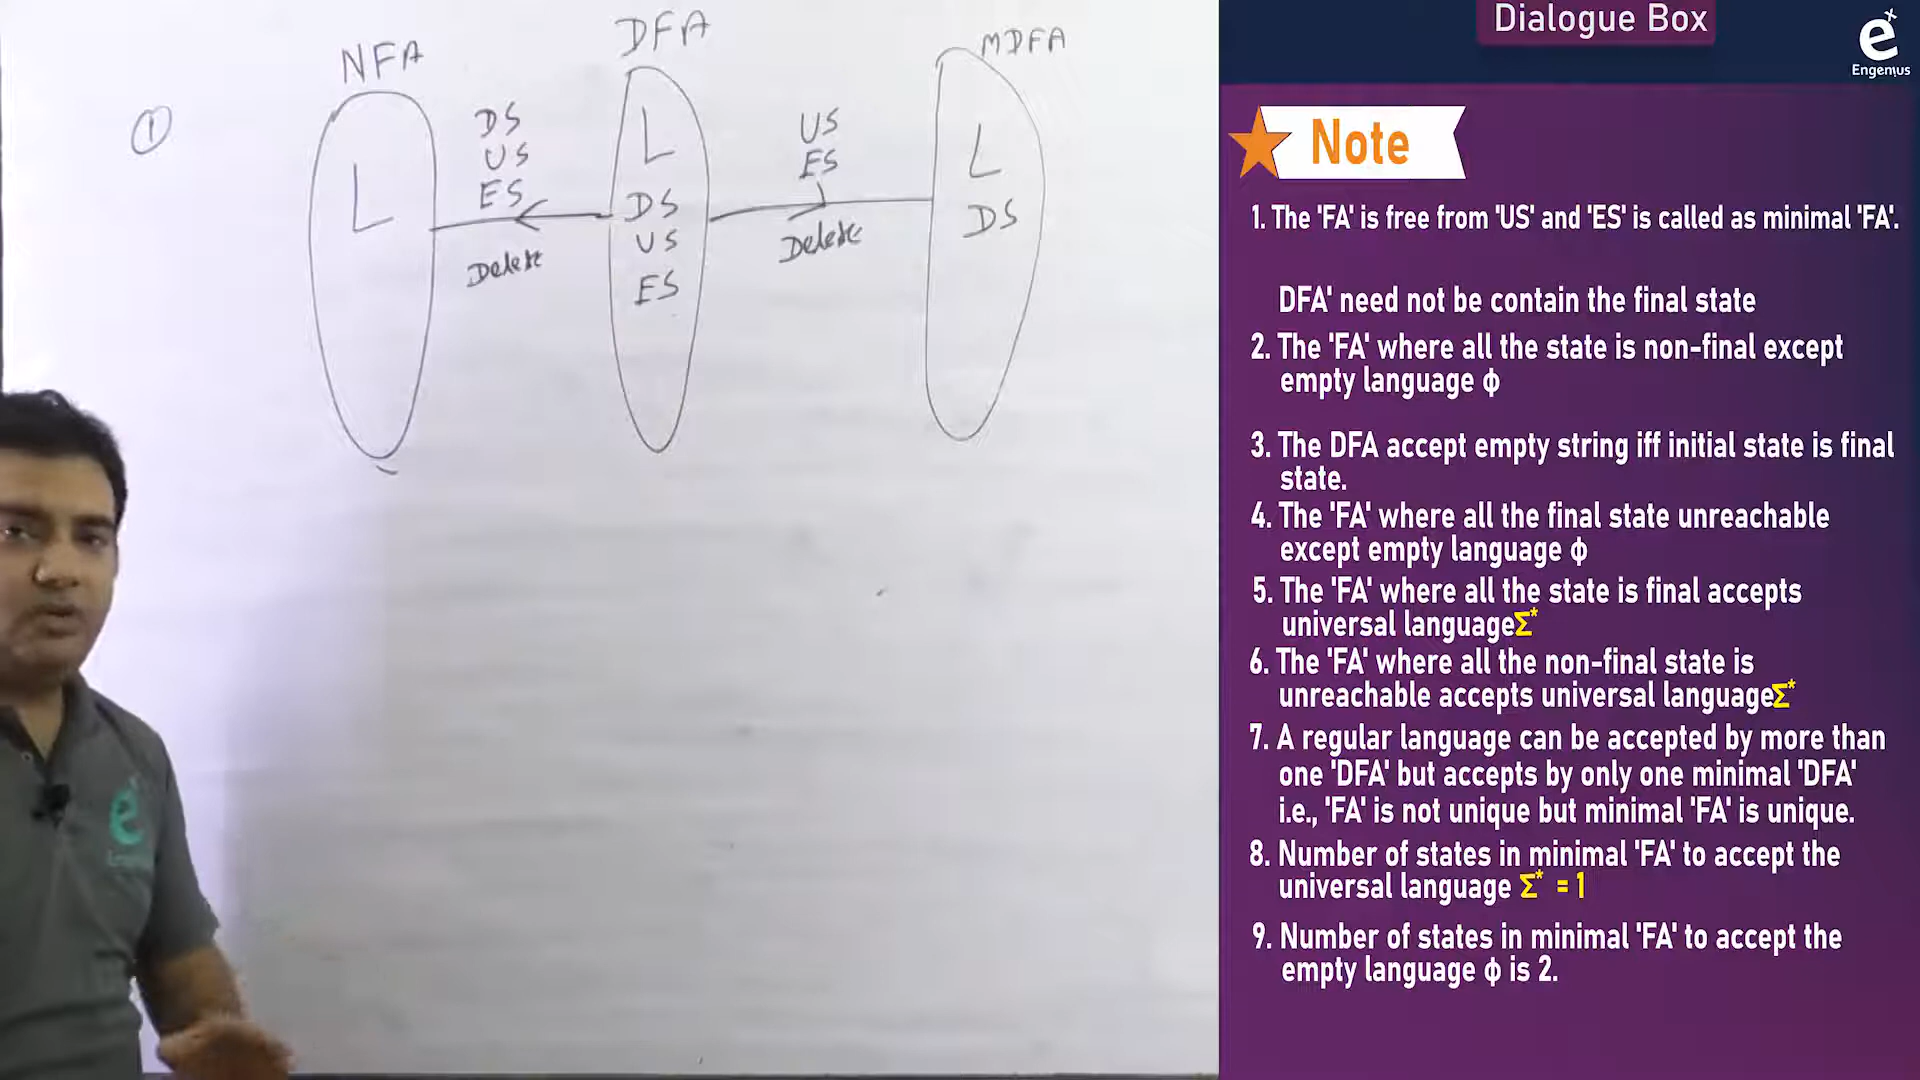 NFA
DFA
MDFA
①
L
DS
US
ES
Delete
L
DS
US
ES
US
ES
Delete
L
DS
Dialogue Box
eˣ
Engenius
Note
1. The 'FA' is free from 'US' and 'ES' is called as minimal 'FA'.
DFA' need not be contain the final state
2. The 'FA' where all the state is non-final except
empty language ϕ
3. The DFA accept empty string iff initial state is final
state.
4. The 'FA' where all the final state unreachable
except empty language ϕ
5. The 'FA' where all the state is final accepts
universal languageΣ*
6. The 'FA' where all the non-final state is
unreachable accepts universal languageΣ*
7. A regular language can be accepted by more than
one 'DFA' but accepts by only one minimal 'DFA'
i.e., 'FA' is not unique but minimal 'FA' is unique.
8. Number of states in minimal 'FA' to accept the
universal language Σ* = 1
9. Number of states in minimal 'FA' to accept the
empty language ϕ is 2.